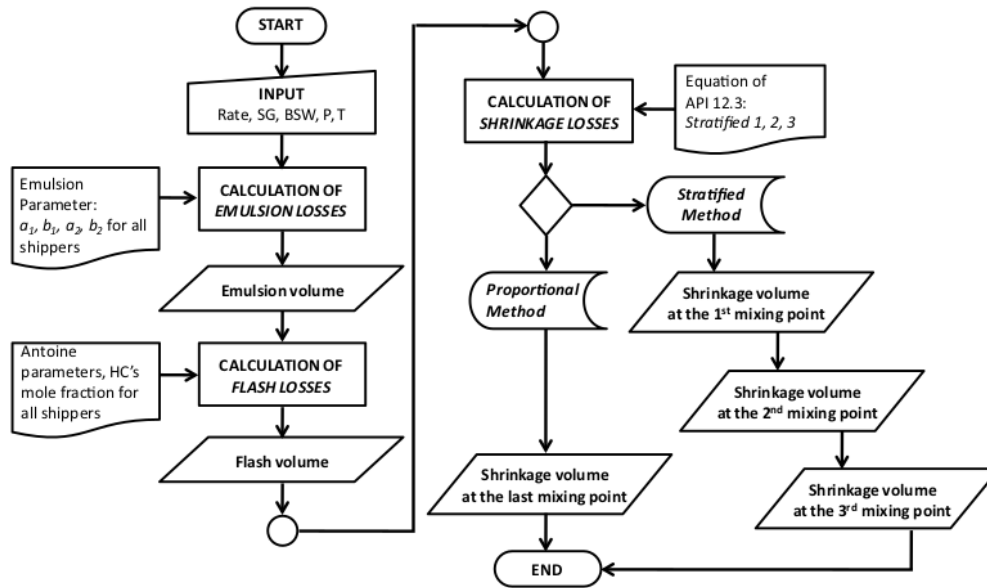 START
INPUT
Rate, SG, BSW, P, T
Emulsion
Parameter:
a₁, b₁, a₂, b₂ for all
shippers
CALCULATION OF
EMULSION LOSSES
Emulsion volume
Antoine
parameters, HC's
mole fraction for
all shippers
CALCULATION OF
FLASH LOSSES
Flash volume
CALCULATION OF
SHRINKAGE LOSSES
Equation of
API 12.3:
Stratified 1, 2, 3
Stratified
Method
Proportional
Method
Shrinkage volume
at the 1st mixing point
Shrinkage volume
at the 2nd mixing point
Shrinkage volume
at the last mixing point
Shrinkage volume
at the 3rd mixing point
END